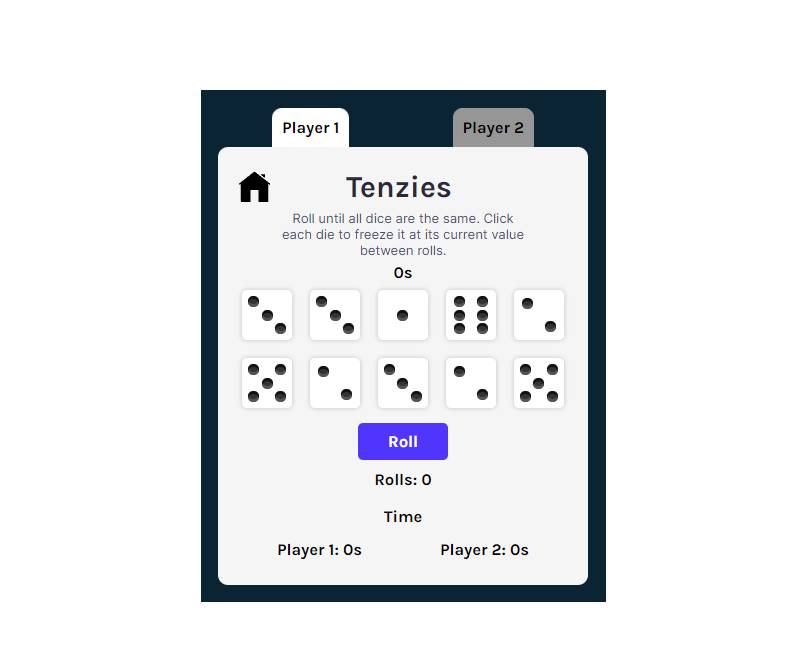 Player 1
Player 2
Tenzies
Roll until all dice are the same. Click
each die to freeze it at its current value
between rolls.
0s
Roll
Rolls: 0
Time
Player 1: 0s
Player 2: 0s